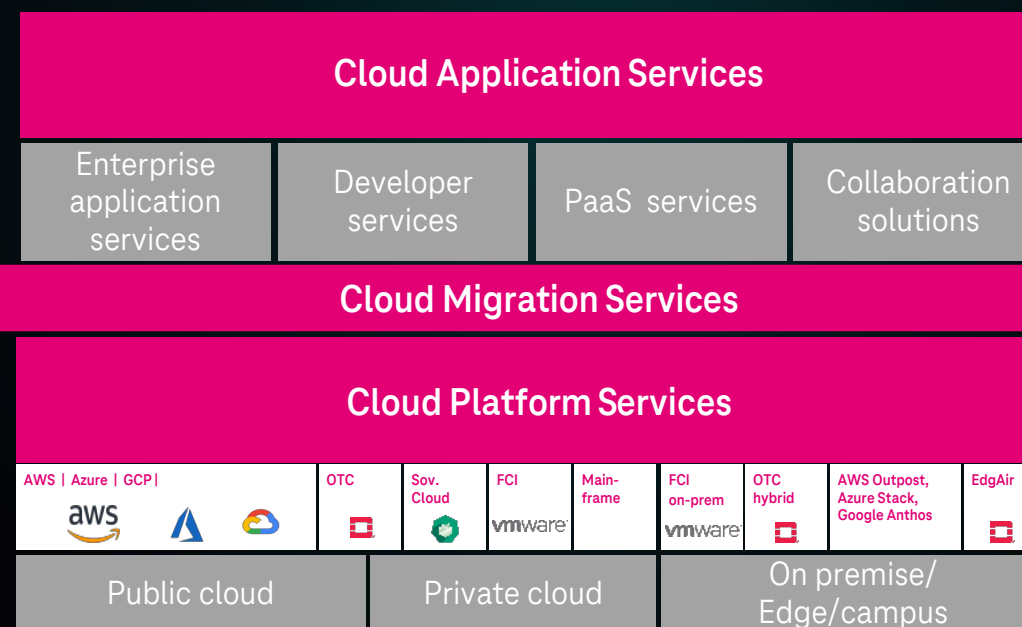 Cloud Application Services
Enterprise
application
services
Developer
services
PaaS services
Collaboration
solutions
Cloud Migration Services
Cloud Platform Services
AWS | Azure | GCP|
aws
OTC
Sov.
Cloud
FCI
vmware
Main-
frame
FCI
on-prem
vmware
OTC
hybrid
AWS Outpost,
Azure Stack,
Google Anthos
EdgAir
Public cloud
Private cloud
On premise/
Edge/campus